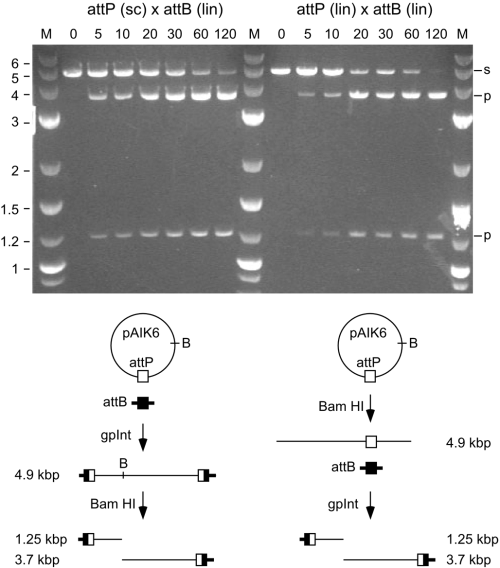 attP (sc) x attB (lin) attP (lin) x attB (lin)
M 0 5 10 20 30 60 120 M 0 5 10 20 30 60 120 M
6
5
4
3
2
1.5
1.2
1
s
p
p
pAIK6
B
attP
attB
gpInt
B
4.9 kbp
Bam HI
1.25 kbp
3.7 kbp
pAIK6
B
attP
Bam HI
4.9 kbp
attB
gpInt
1.25 kbp
3.7 kbp